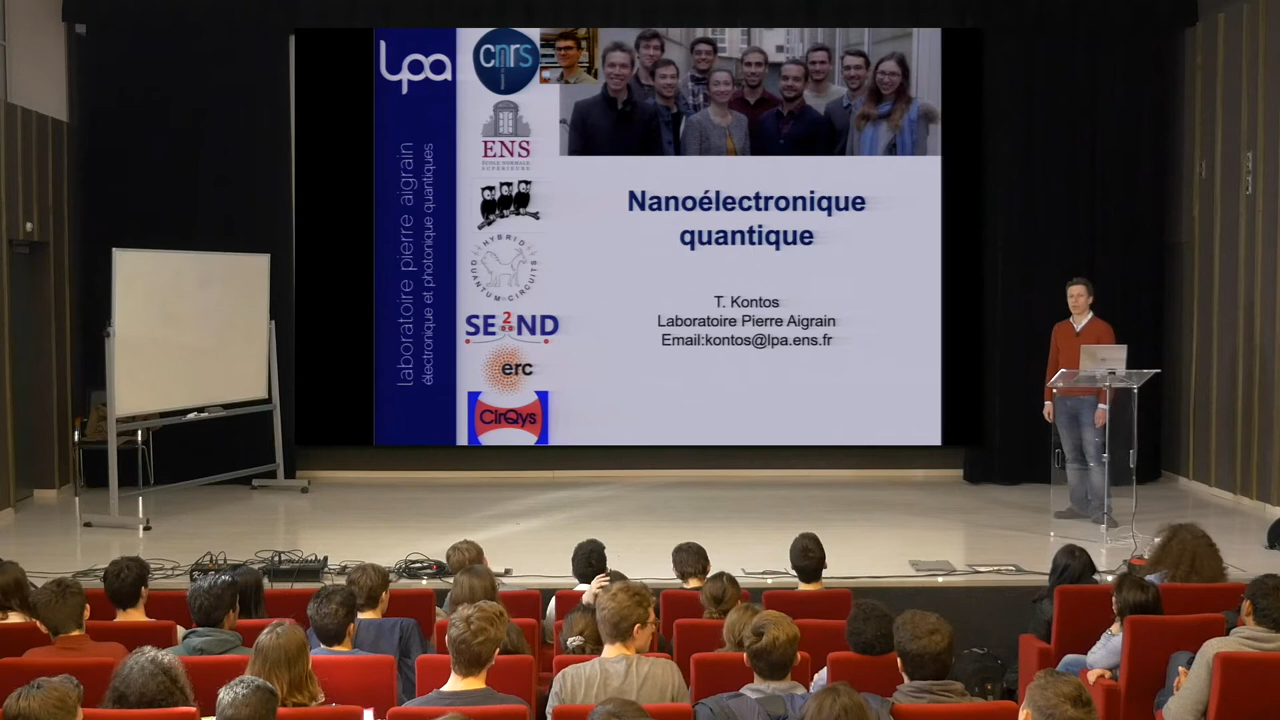 lpa
laboratoire pierre aigrain
électronique et photonique quantiques
cnrs
ENS
ÉCOLE NORMALE
SUPÉRIEURE
HYBRID
QUANTUM CIRCUITS
SE2ND
erc
CirQys
Nanoélectronique
quantique
T. Kontos
Laboratoire Pierre Aigrain
Email:kontos@lpa.ens.fr